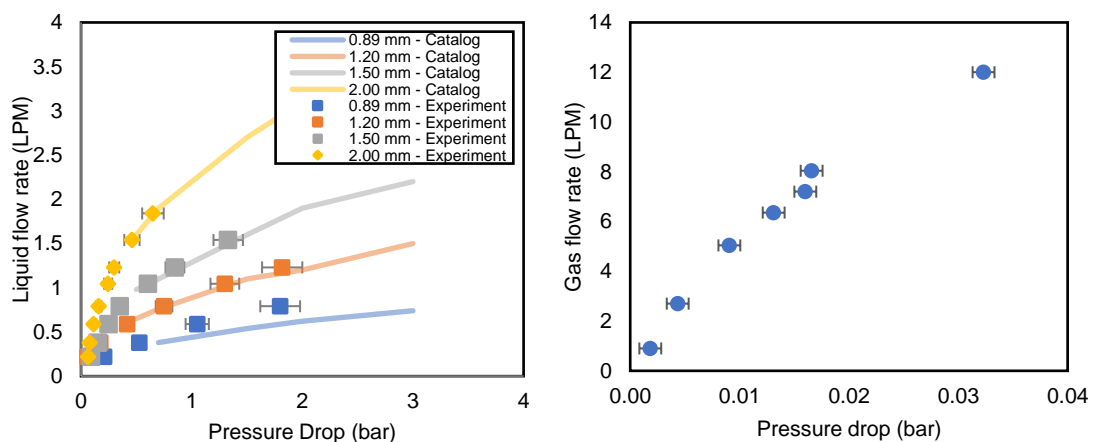 4
3.5
3
2.5
2
1.5
1
0.5
0
Liquid flow rate (LPM)
0.89 mm - Catalog
1.20 mm - Catalog
1.50 mm - Catalog
2.00 mm - Catalog
0.89 mm - Experiment
1.20 mm - Experiment
1.50 mm - Experiment
2.00 mm - Experiment
0 1 2 3 4
Pressure Drop (bar)
14
12
10
8
6
4
2
0
Gas flow rate (LPM)
0.00 0.01 0.02 0.03 0.04
Pressure drop (bar)